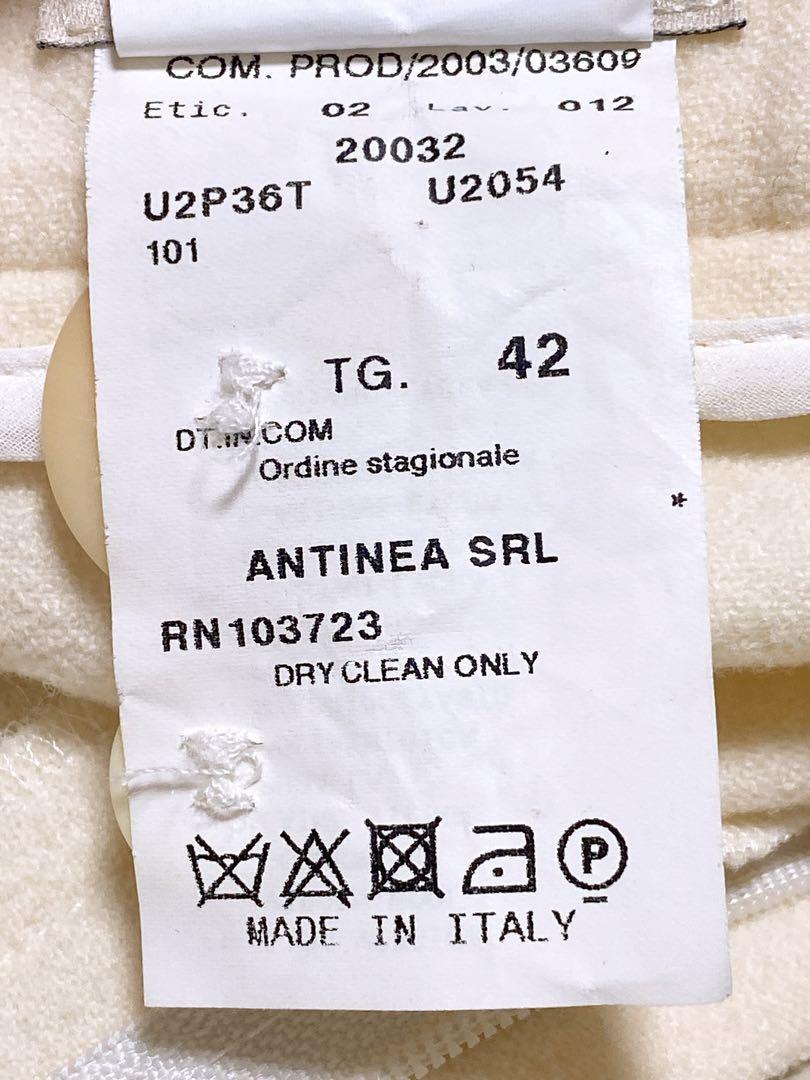 COM. PROD/2003/03609
Etic. 02 Lav. 012
20032
U2P36T U2054
101
TG. 42
DT.IN.COM
Ordine stagionale
*
ANTINEA SRL
RN103723
DRY CLEAN ONLY
P
MADE IN ITALY